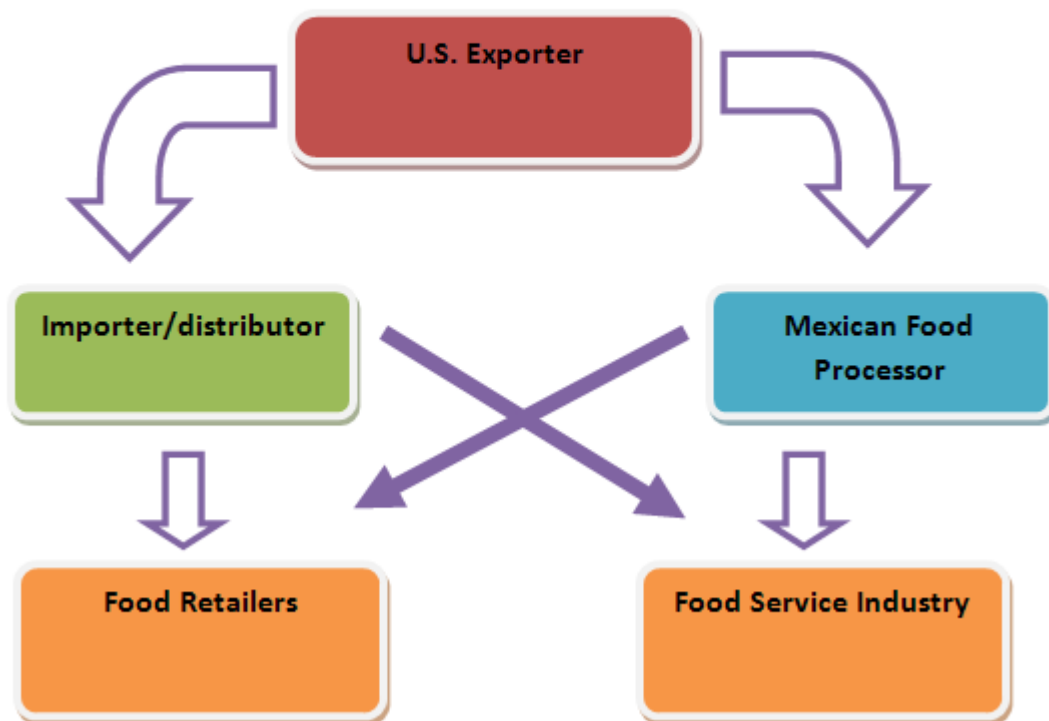 U.S. Exporter
Importer/distributor
Mexican Food
Processor
Food Retailers
Food Service Industry